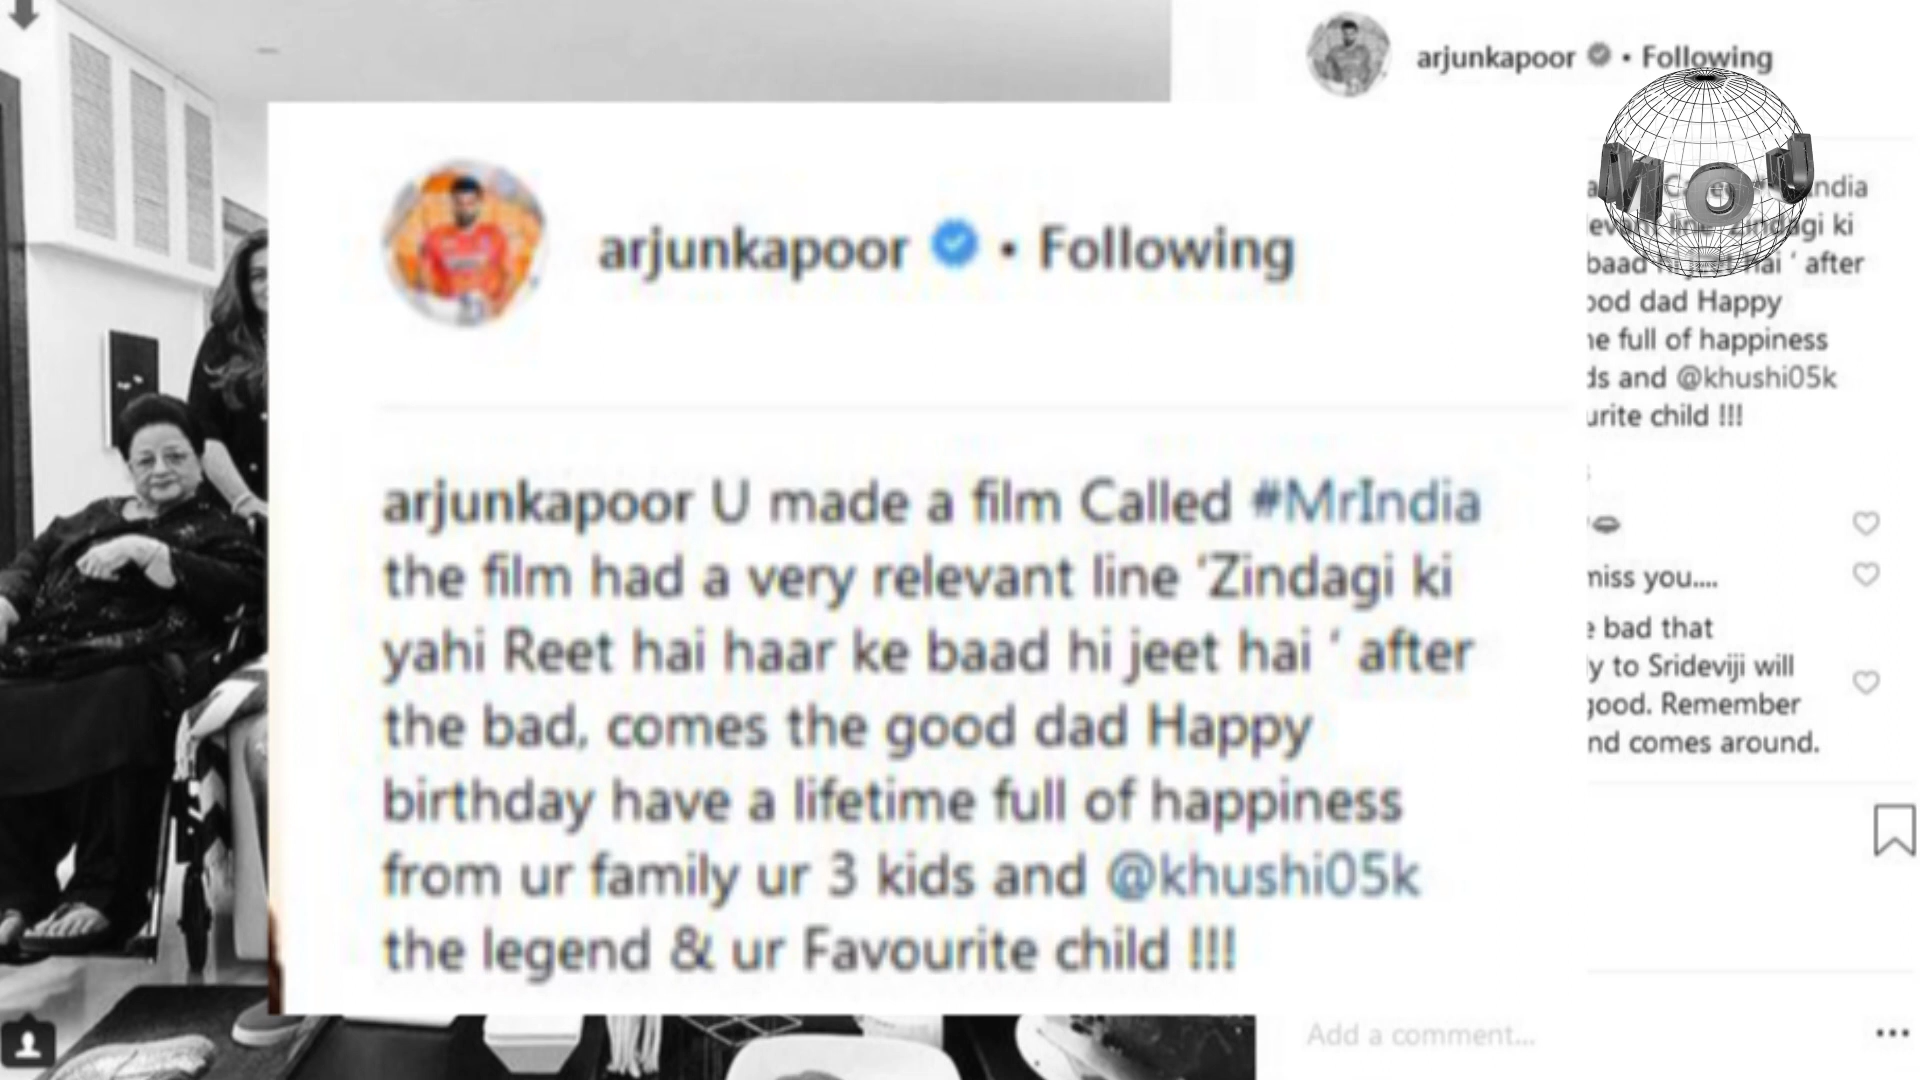 arjunkapoor • Following
arjunkapoor • Following
arjunkapoor U made a film Called #MrIndia
the film had a very relevant line ‘Zindagi ki
yahi Reet hai haar ke baad hi jeet hai ‘ after
the bad, comes the good dad Happy
birthday have a lifetime full of happiness
from ur family ur 3 kids and @khushi05k
the legend & ur Favourite child !!!
MOU
ndia
agi ki
baad hai ‘ after
ood dad Happy
full of happiness
ds and @khushi05k
urite child !!!
miss you....
bad that
y to Srideviji will
good. Remember
nd comes around.
Add a comment...